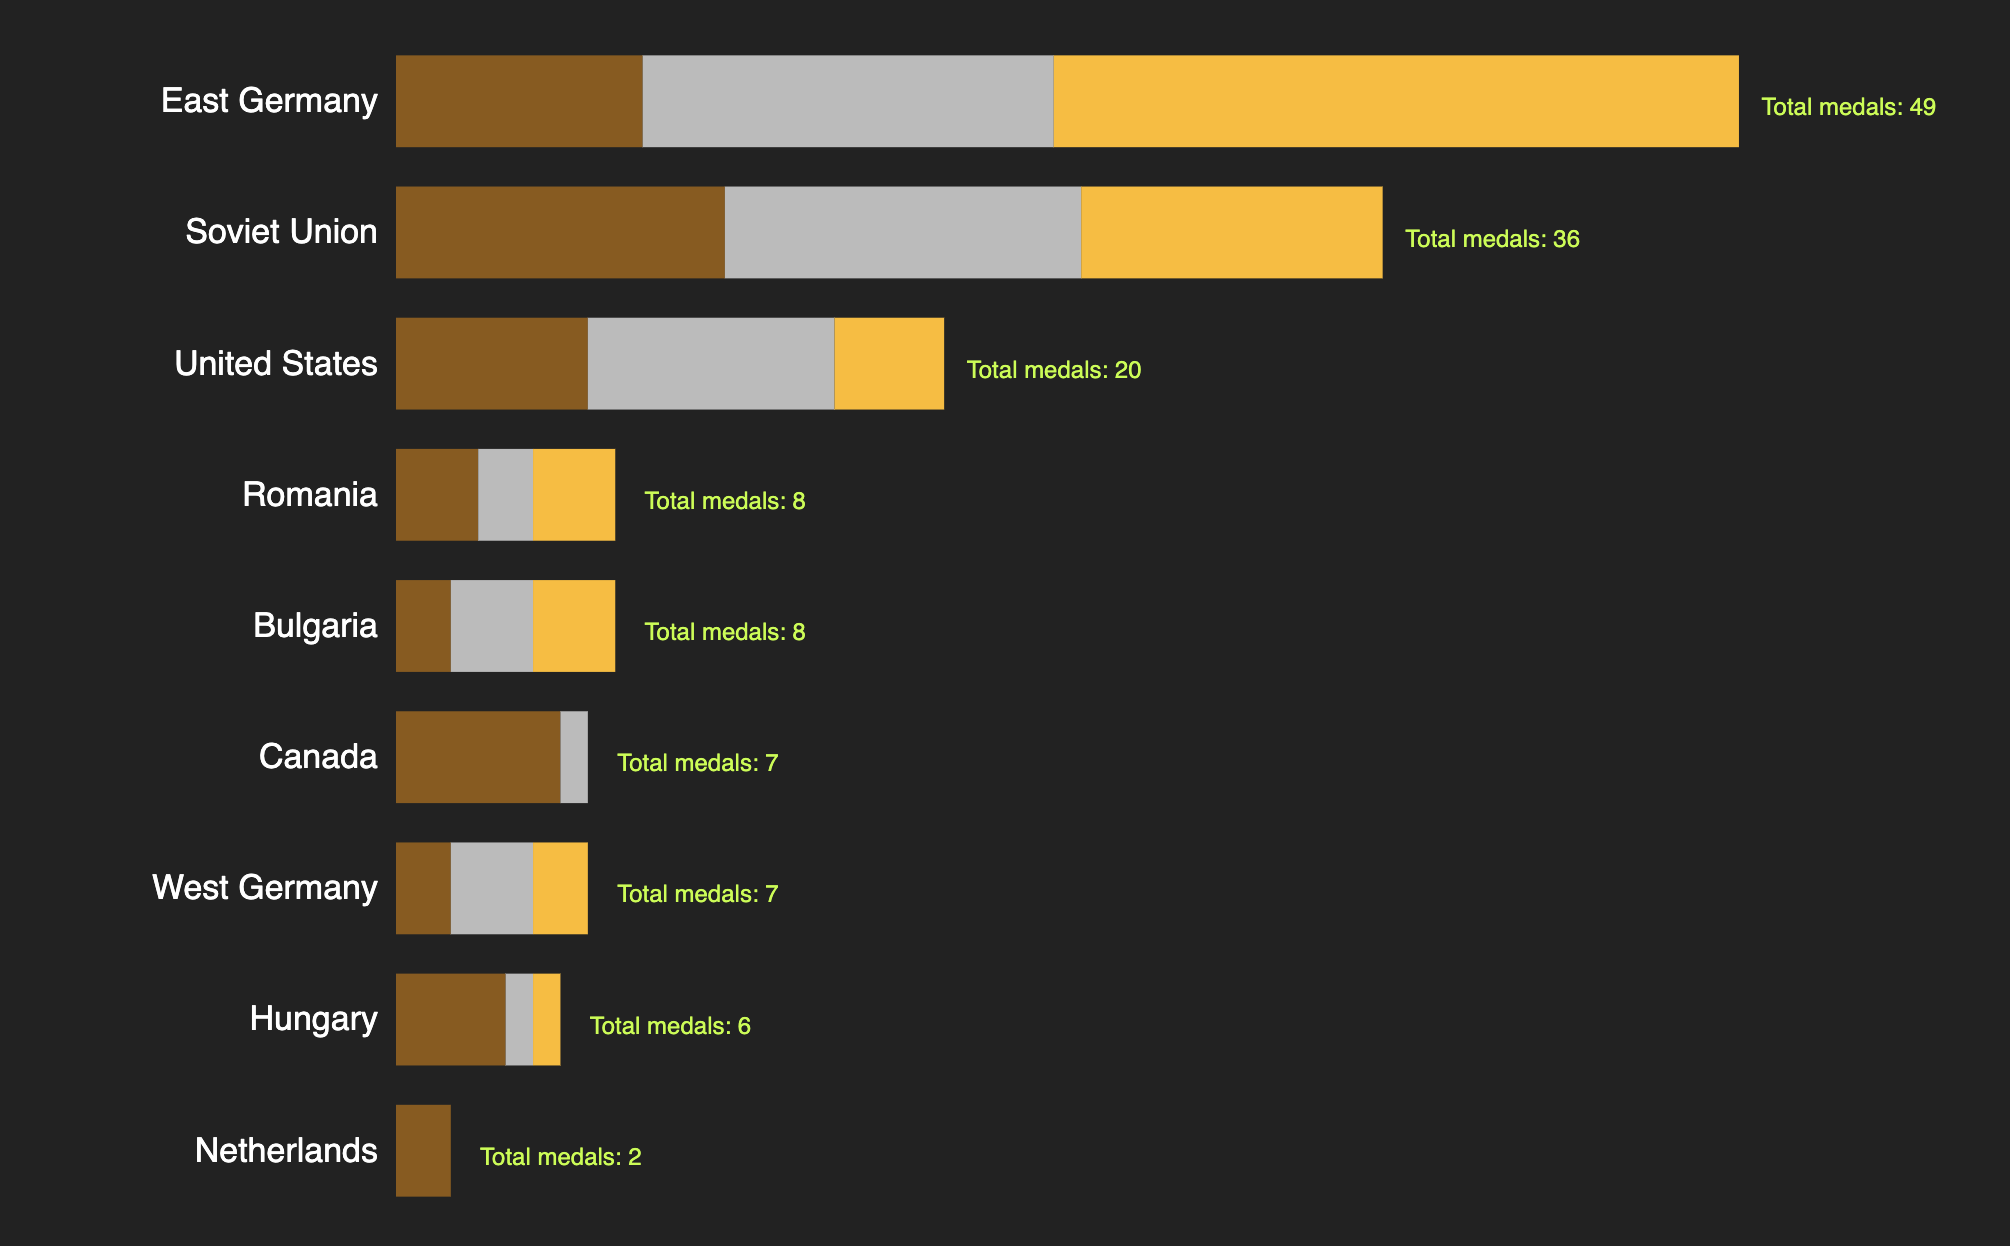 East Germany
Total medals: 49
Soviet Union
Total medals: 36
United States
Total medals: 20
Romania
Total medals: 8
Bulgaria
Total medals: 8
Canada
Total medals: 7
West Germany
Total medals: 7
Hungary
Total medals: 6
Netherlands
Total medals: 2